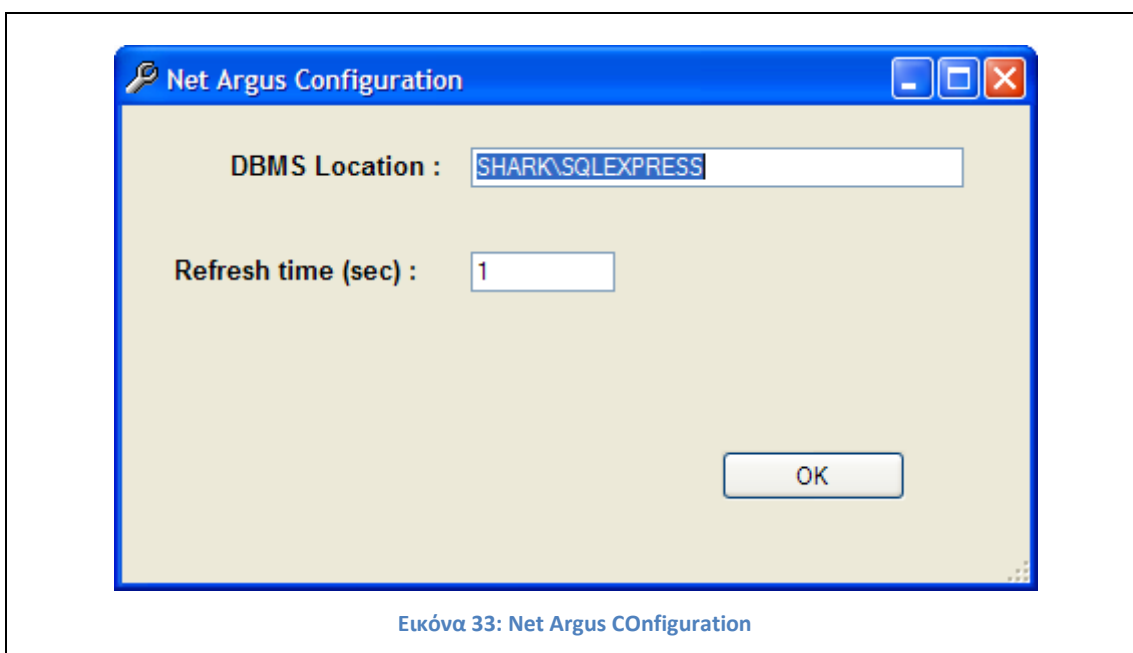 Net Argus Configuration
DBMS Location : SHARK\SQLEXPRESS
Refresh time (sec) : 1
OK
Εικόνα 33: Net Argus COnfiguration